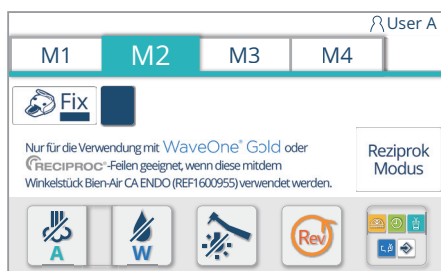 User A
M1 M2 M3 M4
Fix
Nur für die Verwendung mit WaveOne® Gold oder
RECIPROC®-Feilen geeignet, wenn diese mitdem
Winkelstück Bien-Air CA ENDO (REF1600955) verwendet werden.
Reziprok
Modus
A W Rev